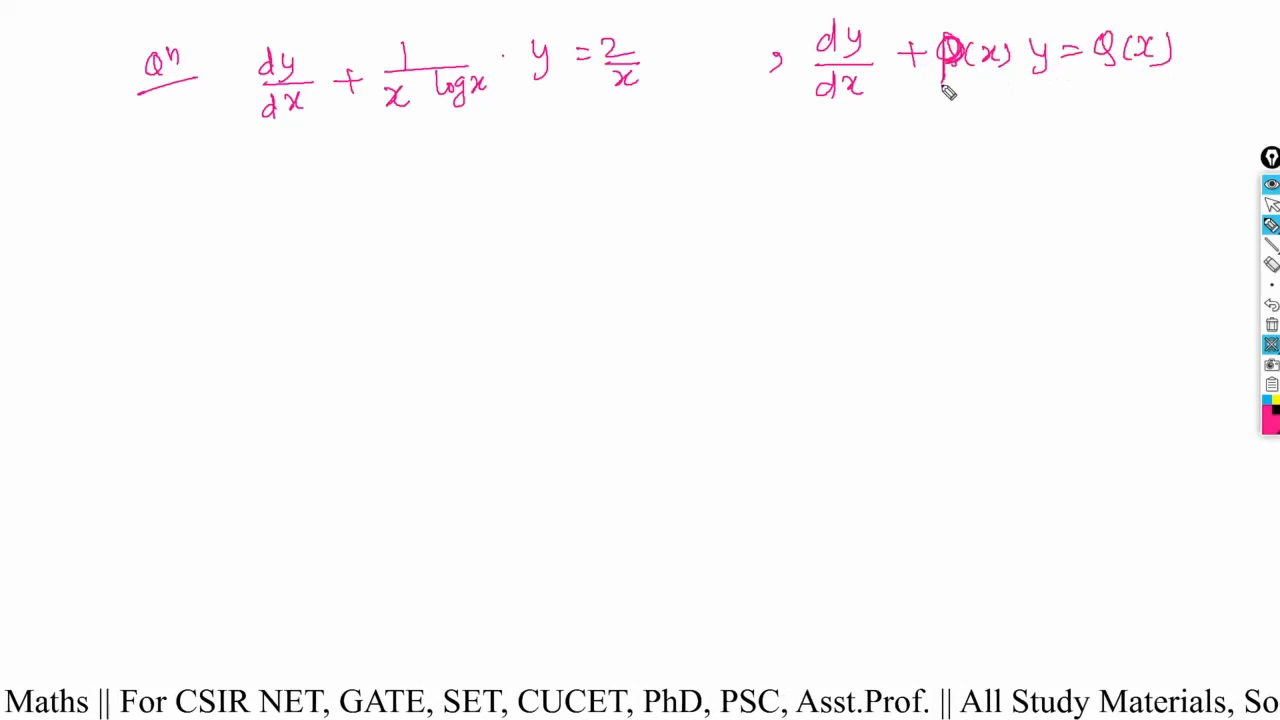 Qn dy/dx + 1/(x log x) · y = 2/x , dy/dx + P(x) y = Q(x)
Maths || For CSIR NET, GATE, SET, CUCET, PhD, PSC, Asst.Prof. || All Study Materials, So